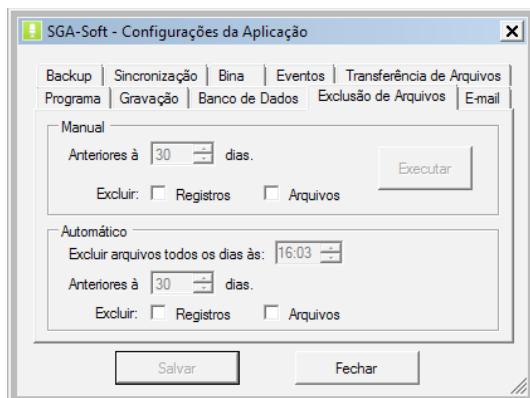 SGA-Soft - Configurações da Aplicação
Backup Sincronização Bina Eventos Transferência de Arquivos
Programa Gravação Banco de Dados Exclusão de Arquivos E-mail
Manual
Anteriores à 30 dias.
Executar
Excluir: Registros Arquivos
Automático
Excluir arquivos todos os dias às: 16:03
Anteriores à 30 dias.
Excluir: Registros Arquivos
Salvar Fechar